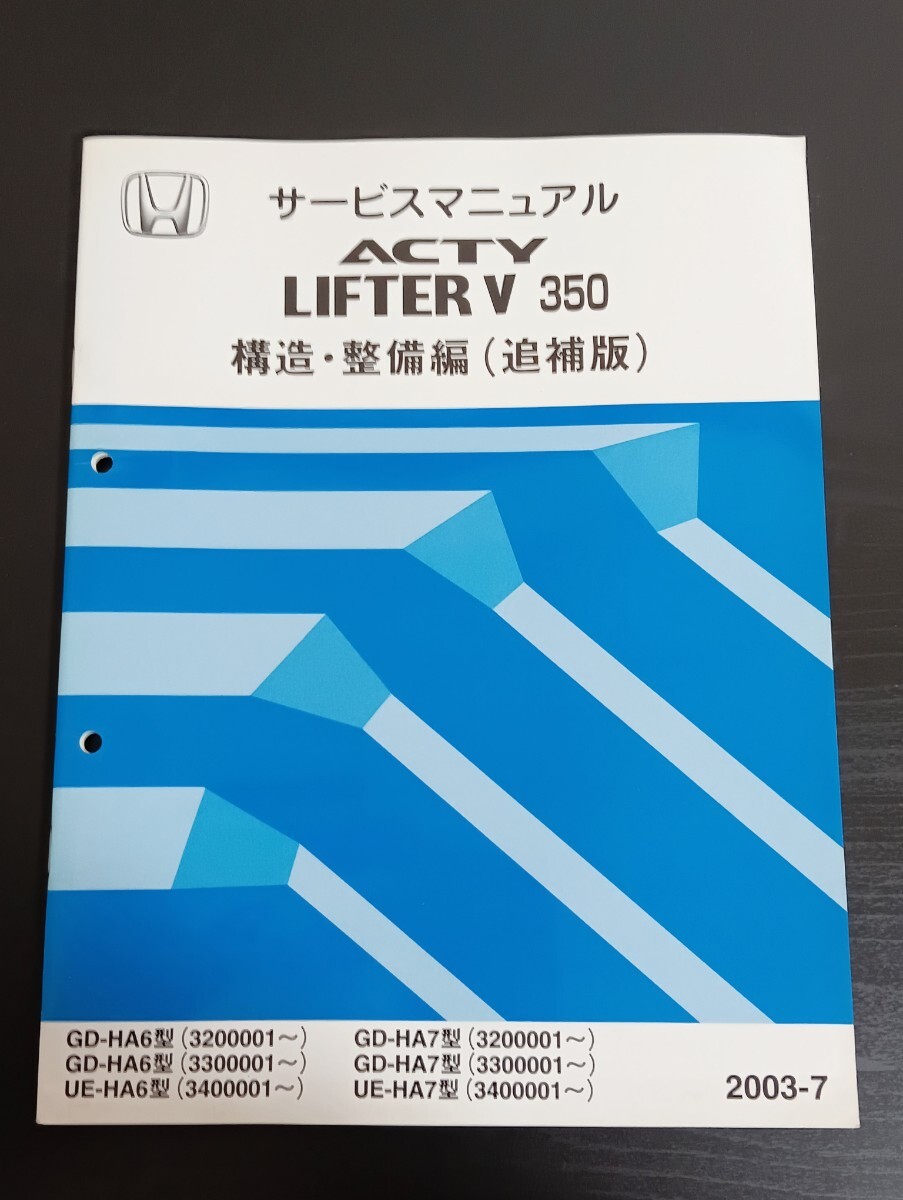 サービスマニュアル
ACTY
LIFTER V 350
構造・整備編（追補版）
GD-HA6型（3200001～） GD-HA7型（3200001～）
GD-HA6型（3300001～） GD-HA7型（3300001～）
UE-HA6型（3400001～） UE-HA7型（3400001～）
2003-7